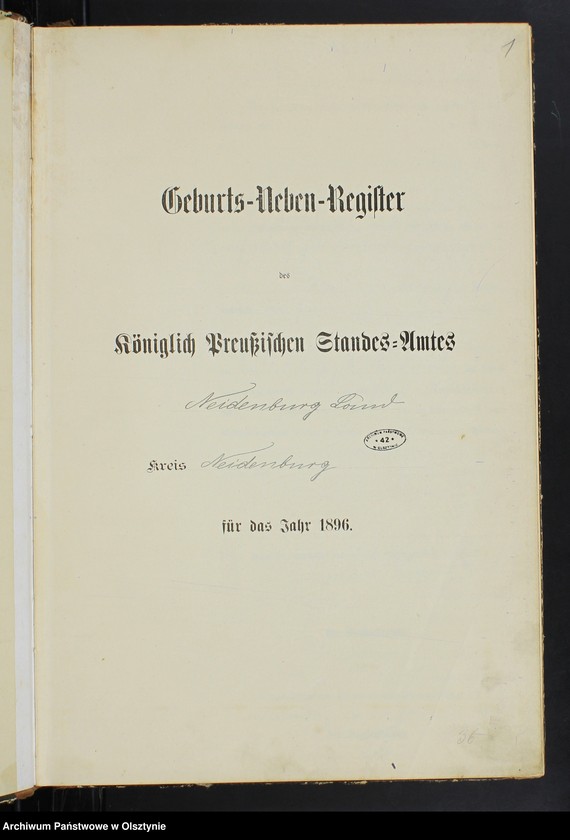 1
Geburts-Neben-Register
des
Königlich Preußischen Standes-Amtes
Neidenburg Land
42
Kreis Neidenburg
für das Jahr 1896.
Archiwum Państwowe w Olsztynie